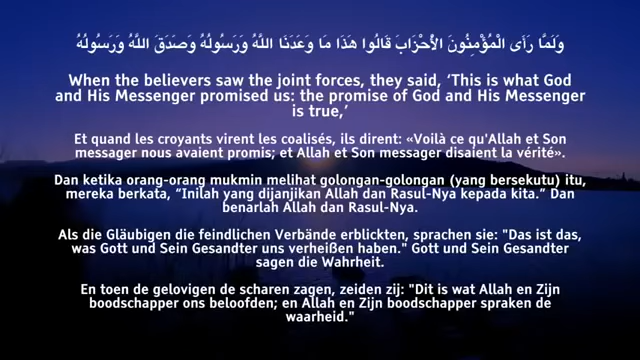 وَلَمَّا رَأَى الْمُؤْمِنُونَ الْأَحْزَابَ قَالُوا هَذَا مَا وَعَدَنَا اللَّهُ وَرَسُولُهُ وَصَدَقَ اللَّهُ وَرَسُولُهُ
When the believers saw the joint forces, they said, ‘This is what God
and His Messenger promised us: the promise of God and His Messenger
is true,’
Et quand les croyants virent les coalisés, ils dirent: «Voilà ce qu'Allah et Son
messager nous avaient promis; et Allah et Son messager disaient la vérité».
Dan ketika orang-orang mukmin melihat golongan-golongan (yang bersekutu) itu,
mereka berkata, “Inilah yang dijanjikan Allah dan Rasul-Nya kepada kita.” Dan
benarlah Allah dan Rasul-Nya.
Als die Gläubigen die feindlichen Verbände erblickten, sprachen sie: "Das ist das,
was Gott und Sein Gesandter uns verheißen haben." Gott und Sein Gesandter
sagen die Wahrheit.
En toen de gelovigen de scharen zagen, zeiden zij: "Dit is wat Allah en Zijn
boodschapper ons beloofden; en Allah en Zijn boodschapper spraken de
waarheid."